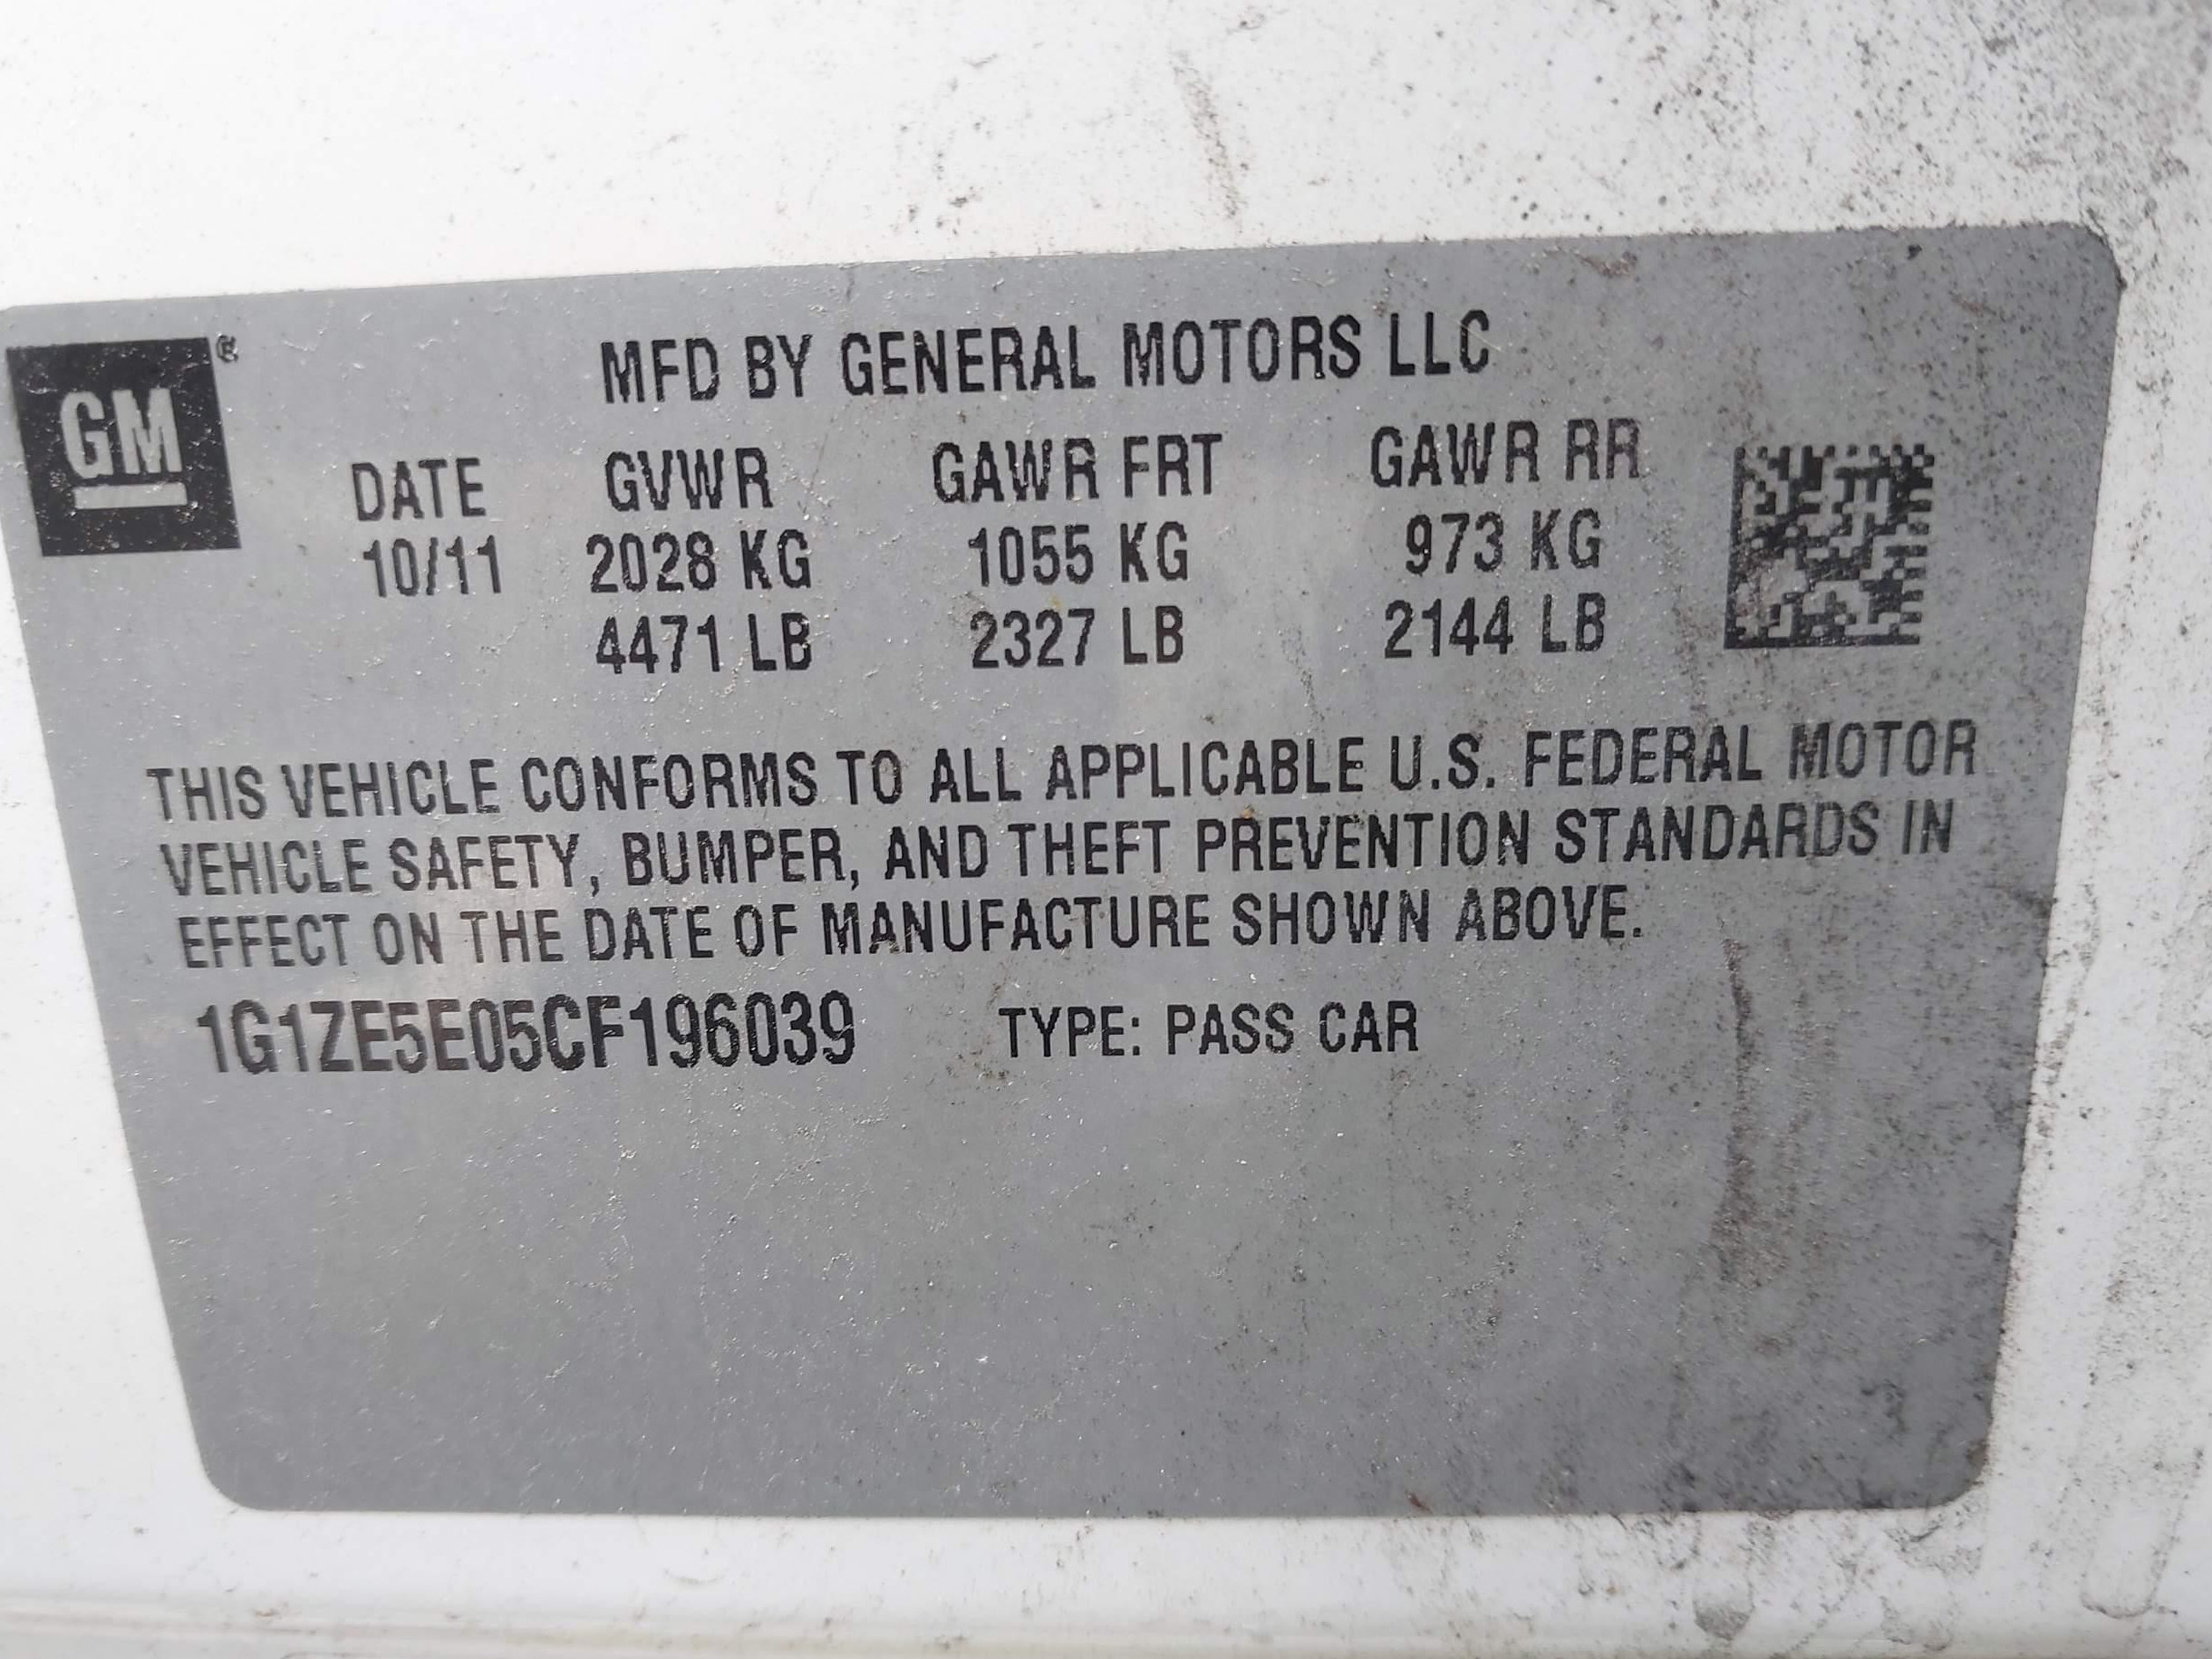 GM®
MFD BY GENERAL MOTORS LLC
DATE GVWR GAWR FRT GAWR RR
10/11 2028 KG 1055 KG 973 KG
4471 LB 2327 LB 2144 LB
THIS VEHICLE CONFORMS TO ALL APPLICABLE U.S. FEDERAL MOTOR
VEHICLE SAFETY, BUMPER, AND THEFT PREVENTION STANDARDS IN
EFFECT ON THE DATE OF MANUFACTURE SHOWN ABOVE.
1G1ZE5E05CF196039 TYPE: PASS CAR